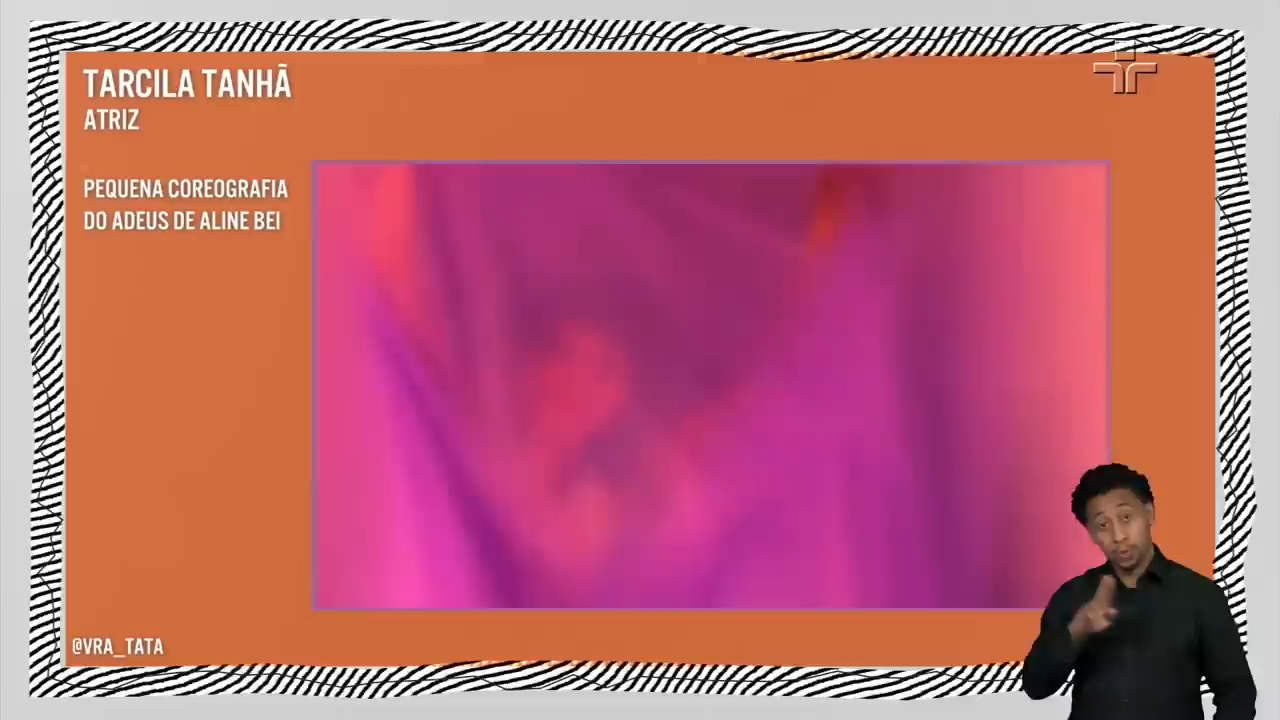 TARCILA TANHÃ
ATRIZ
PEQUENA COREOGRAFIA
DO ADEUS DE ALINE BEI
@VRA_TATA